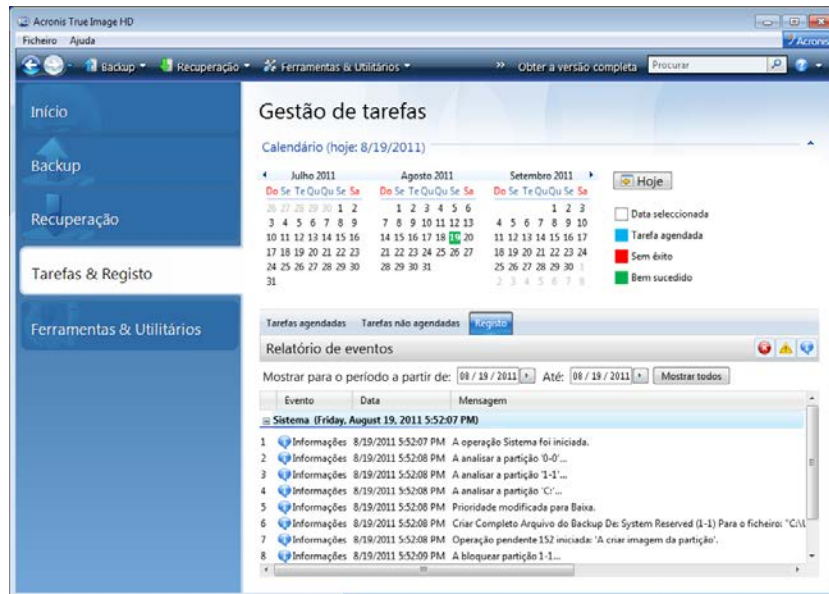 Acronis True Image HD
Ficheiro Ajuda
Acronis
Backup Recuperação Ferramentas & Utilitários » Obter a versão completa Procurar
Início
Backup
Recuperação
Tarefas & Registo
Ferramentas & Utilitários
Gestão de tarefas
Calendário (hoje: 8/19/2011)
Julho 2011 Agosto 2011 Setembro 2011
Do Se Te Qu Qu Se Sa Do Se Te Qu Qu Se Sa Do Se Te Qu Qu Se Sa
26 27 28 29 30 1 2 1 2 3 4 5 6 1 2 3
3 4 5 6 7 8 9 7 8 9 10 11 12 13 4 5 6 7 8 9 10
10 11 12 13 14 15 16 14 15 16 17 18 19 20 11 12 13 14 15 16 17
17 18 19 20 21 22 23 21 22 23 24 25 26 27 18 19 20 21 22 23 24
24 25 26 27 28 29 30 28 29 30 31 25 26 27 28 29 30 1
31 2 3 4 5 6 7 8
Hoje
Data seleccionada
Tarefa agendada
Sem êxito
Bem sucedido
Tarefas agendadas Tarefas não agendadas Registo
Relatório de eventos
Mostrar para o período a partir de: 08 / 19 / 2011 Até: 08 / 19 / 2011 Mostrar todos
Evento Data Mensagem
Sistema (Friday, August 19, 2011 5:52:07 PM)
1 Informações 8/19/2011 5:52:07 PM A operação Sistema foi iniciada.
2 Informações 8/19/2011 5:52:08 PM A analisar a partição '0-0'...
3 Informações 8/19/2011 5:52:08 PM A analisar a partição '1-1'...
4 Informações 8/19/2011 5:52:08 PM A analisar a partição 'C:'...
5 Informações 8/19/2011 5:52:08 PM Prioridade modificada para Baixa.
6 Informações 8/19/2011 5:52:08 PM Criar Completo Arquivo do Backup De: System Reserved (1-1) Para o ficheiro: "C:\U
7 Informações 8/19/2011 5:52:08 PM Operação pendente 152 iniciada: 'A criar imagem da partição'.
8 Informações 8/19/2011 5:52:09 PM A bloquear partição 1-1...